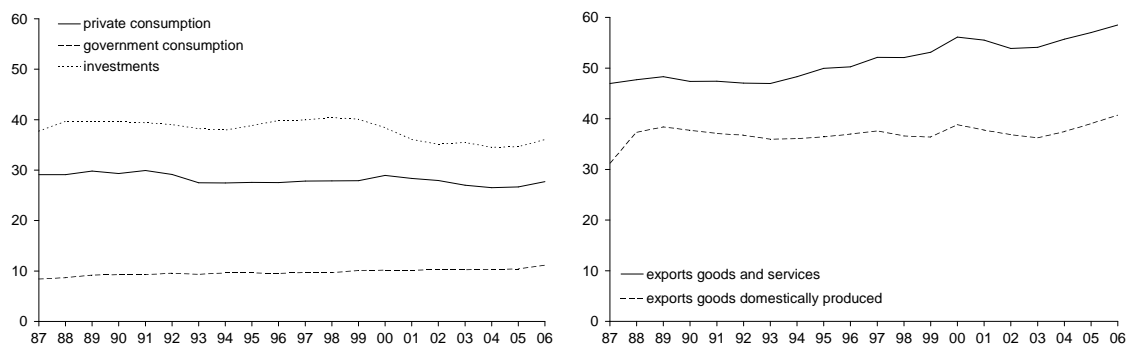 60
50
40
30
20
10
0
private consumption
government consumption
investments
87 88 89 90 91 92 93 94 95 96 97 98 99 00 01 02 03 04 05 06
60
50
40
30
20
10
0
exports goods and services
exports goods domestically produced
87 88 89 90 91 92 93 94 95 96 97 98 99 00 01 02 03 04 05 06